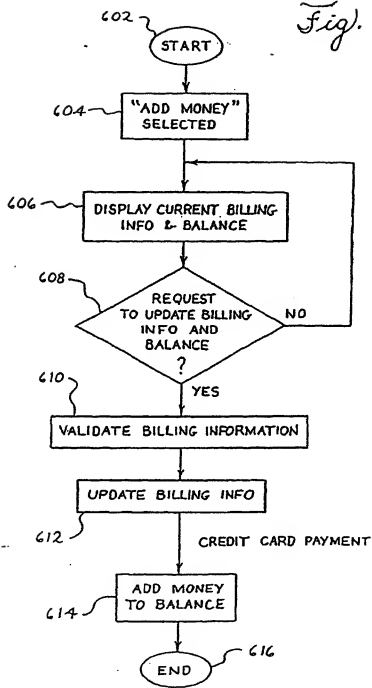 Fig.
602
START
604
"ADD MONEY"
SELECTED
606
DISPLAY CURRENT BILLING
INFO & BALANCE
608
REQUEST
TO UPDATE BILLING
INFO AND
BALANCE
?
NO
YES
610
VALIDATE BILLING INFORMATION
UPDATE BILLING INFO
612
CREDIT CARD PAYMENT
ADD MONEY
TO BALANCE
614
END
616